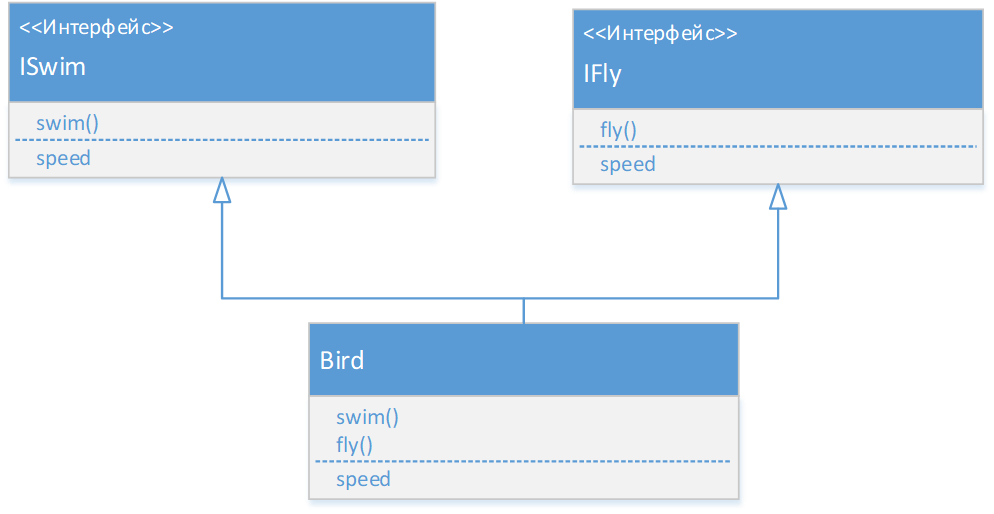 <<Интерфейс>>
ISwim
swim()
speed
<<Интерфейс>>
IFly
fly()
speed
Bird
swim()
fly()
speed